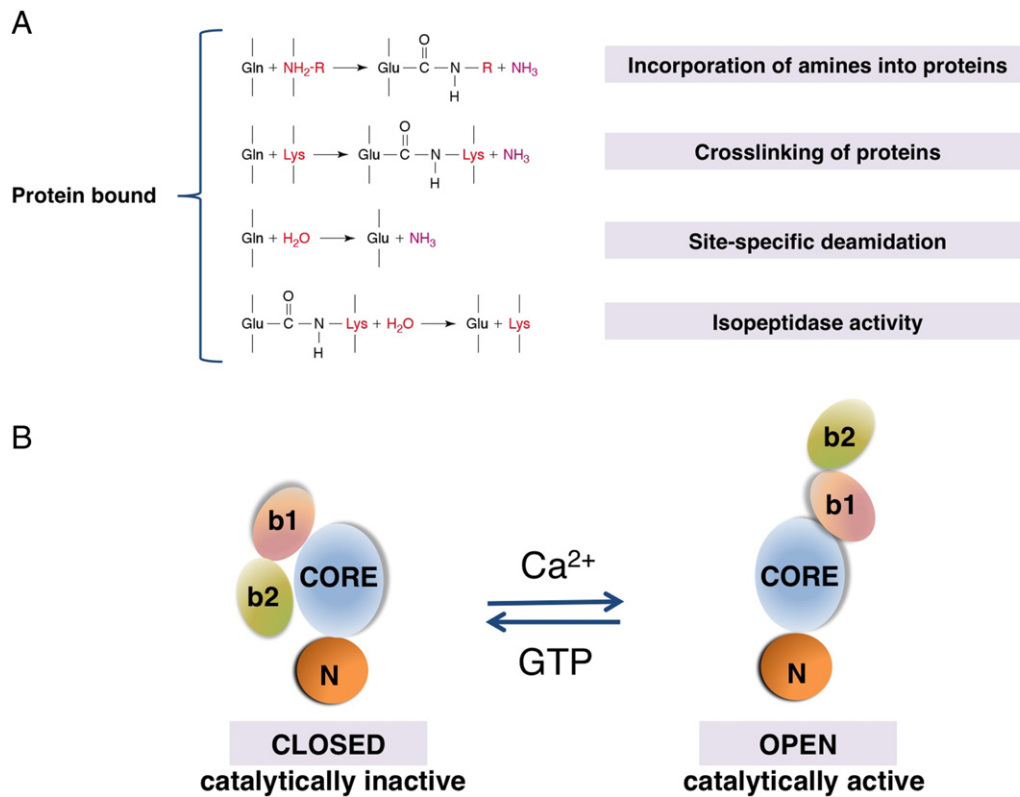 A
Protein bound
Gln + NH₂-R → Glu — C — N — R + NH₃
O
H
Incorporation of amines into proteins
Gln + Lys → Glu — C — N — Lys + NH₃
O
H
Crosslinking of proteins
Gln + H₂O → Glu + NH₃
Site-specific deamidation
Glu — C — N — Lys + H₂O → Glu + Lys
O
H
Isopeptidase activity
B
b1
b2
CORE
N
CLOSED
catalytically inactive
Ca²⁺
GTP
b2
b1
CORE
N
OPEN
catalytically active